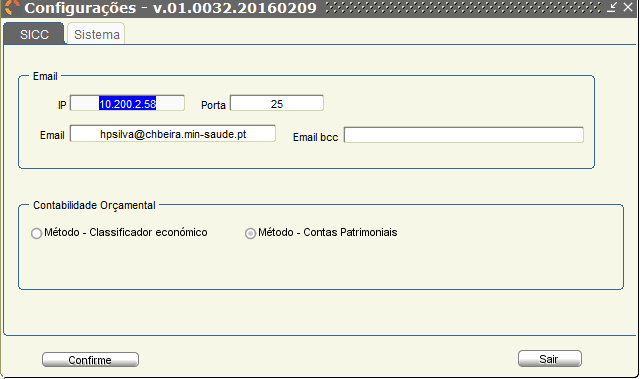 Configurações - v.01.0032.20160209
SICC Sistema
Email
IP 10.200.2.58 Porta 25
Email hpsilva@chbeira.min-saude.pt Email bcc
Contabilidade Orçamental
Método - Classificador económico Método - Contas Patrimoniais
Confirme Sair